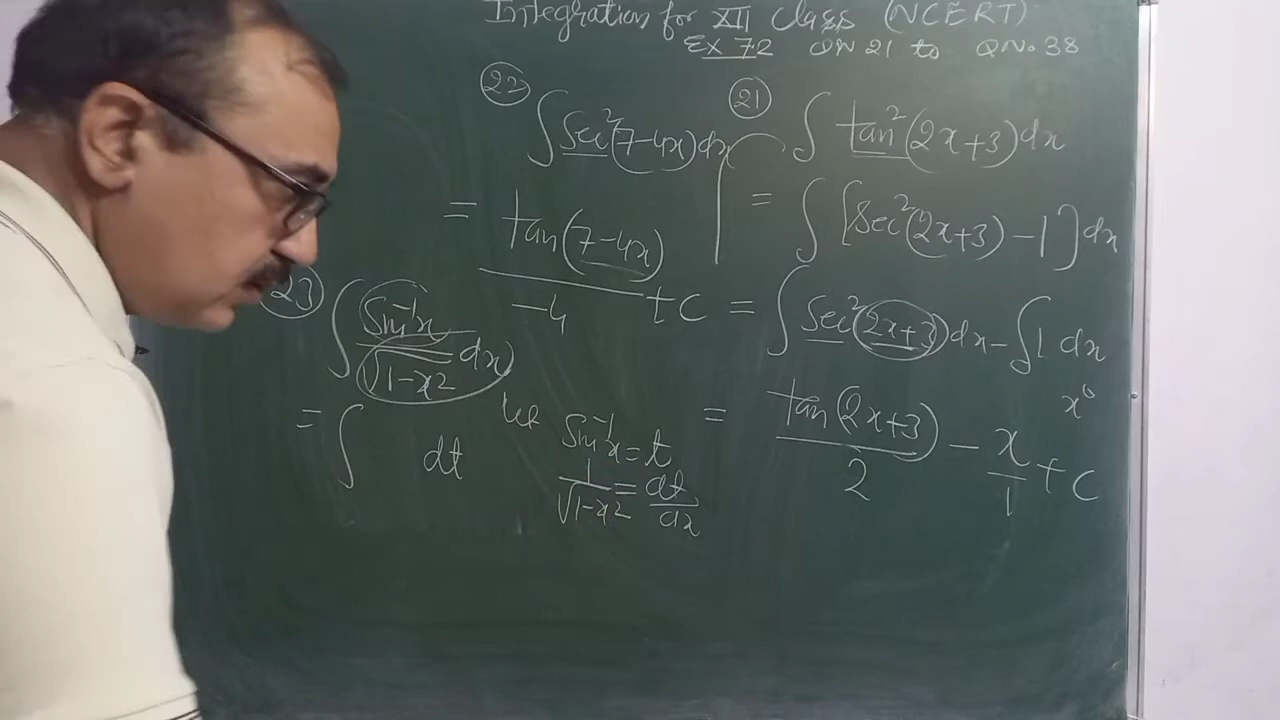 Integration for XII Class (NCERT)
Ex 7.2 QN 21 to QNo. 38
(22)
∫ Sec²(7-4x)dx
= tan(7-4x) / -4 + c
(21)
∫ tan²(2x+3)dx
= ∫ [Sec²(2x+3) - 1]dx
= ∫ Sec²(2x+3)dx - ∫ 1 dx
x⁰
= tan(2x+3) / 2 - x / 1 + c
(23)
∫ Sin⁻¹x / √1-x² dx
= ∫ dt
let Sin⁻¹x = t
1 / √1-x² = dt / dx